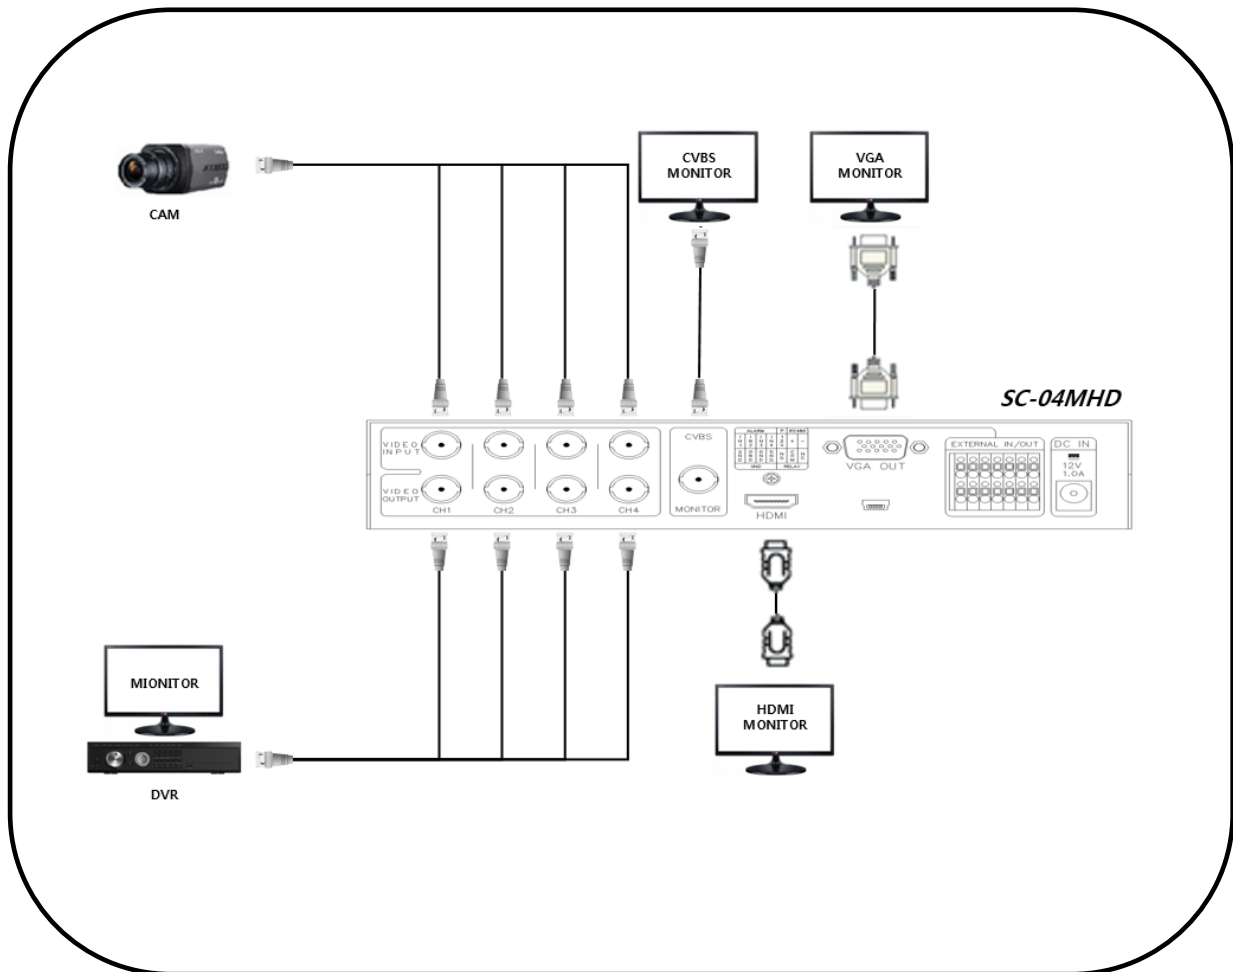 CAM
CVBS
MONITOR
VGA
MONITOR
SC-04MHD
VIDEO
INPUT
VIDEO
OUTPUT
CH1
CH2
CH3
CH4
CVBS
MONITOR
ALARM
GND
RELAY
HDMI
VGA OUT
EXTERNAL IN/OUT
DC IN
12V
1.0A
MIONITOR
DVR
HDMI
MONITOR